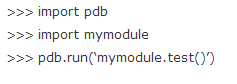 >>> import pdb
>>> import mymodule
>>> pdb.run(‘mymodule.test()’)